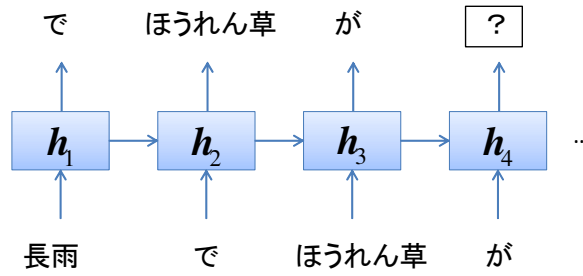 で ほうれん草 が ?
h1 h2 h3 h4 ...
長雨 で ほうれん草 が